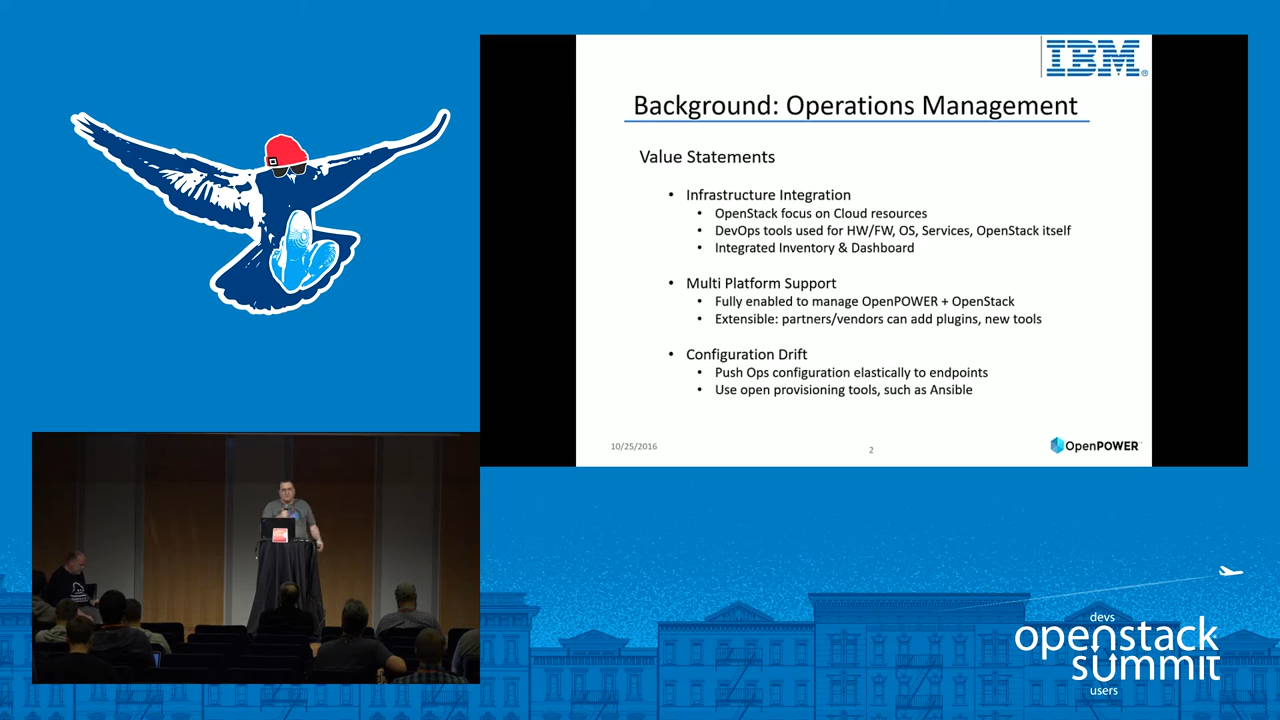 IBM
Background: Operations Management
Value Statements
• Infrastructure Integration
• OpenStack focus on Cloud resources
• DevOps tools used for HW/FW, OS, Services, OpenStack itself
• Integrated Inventory & Dashboard
• Multi Platform Support
• Fully enabled to manage OpenPOWER + OpenStack
• Extensible: partners/vendors can add plugins, new tools
• Configuration Drift
• Push Ops configuration elastically to endpoints
• Use open provisioning tools, such as Ansible
10/25/2016
2
OpenPOWER
devs
openstack
summit
users